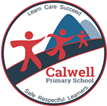 Learn Care Succeed
Calwell
Primary School
Safe Respectful Learners